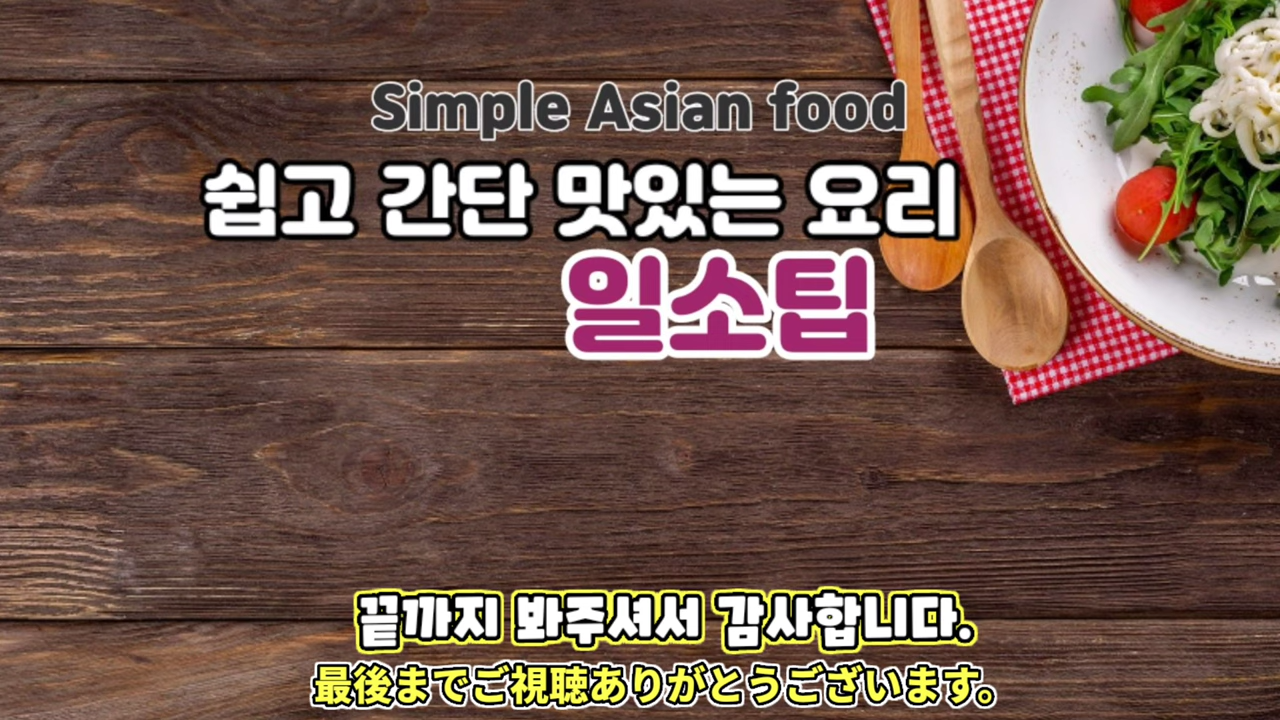 Simple Asian food
쉽고 간단 맛있는 요리
일소팁
끝까지 봐주셔서 감사합니다.
最後までご視聴ありがとうございます。